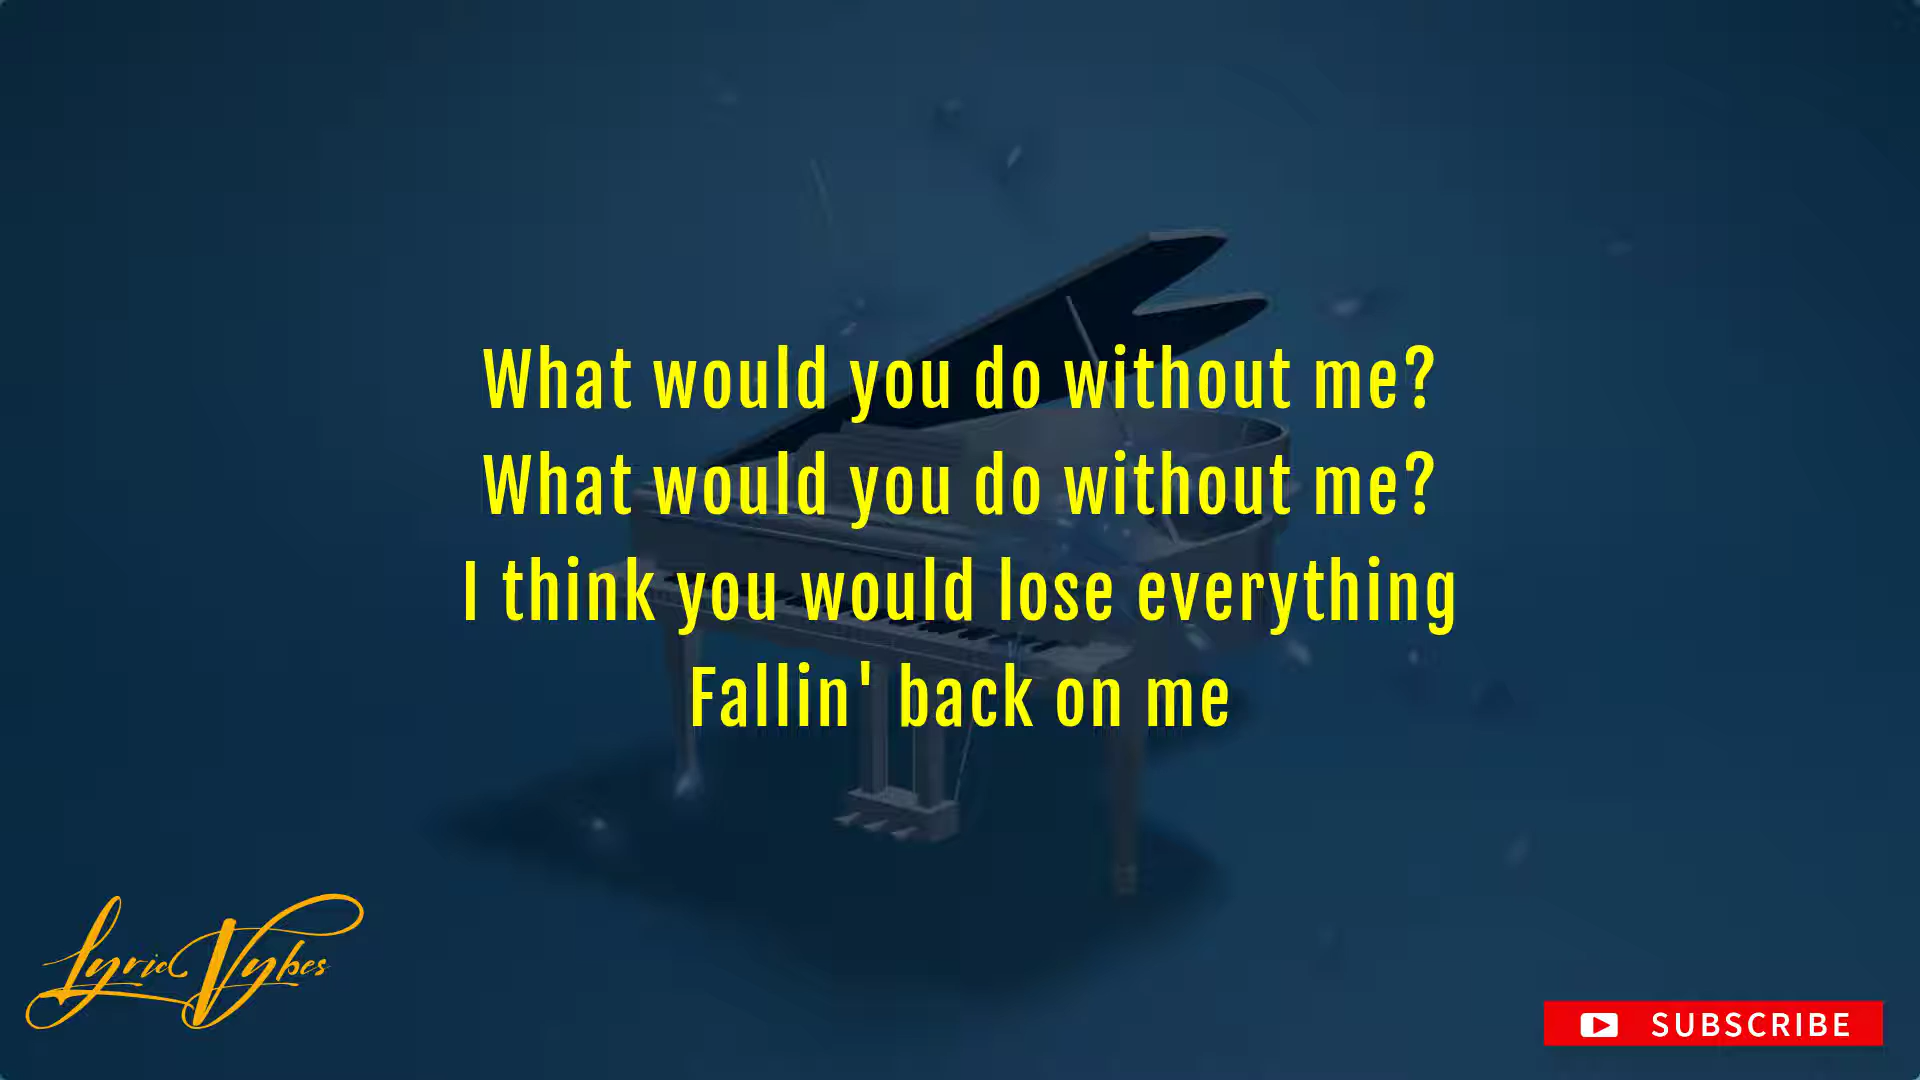 What would you do without me?
What would you do without me?
I think you would lose everything
Fallin' back on me
Lyric Vybes
SUBSCRIBE